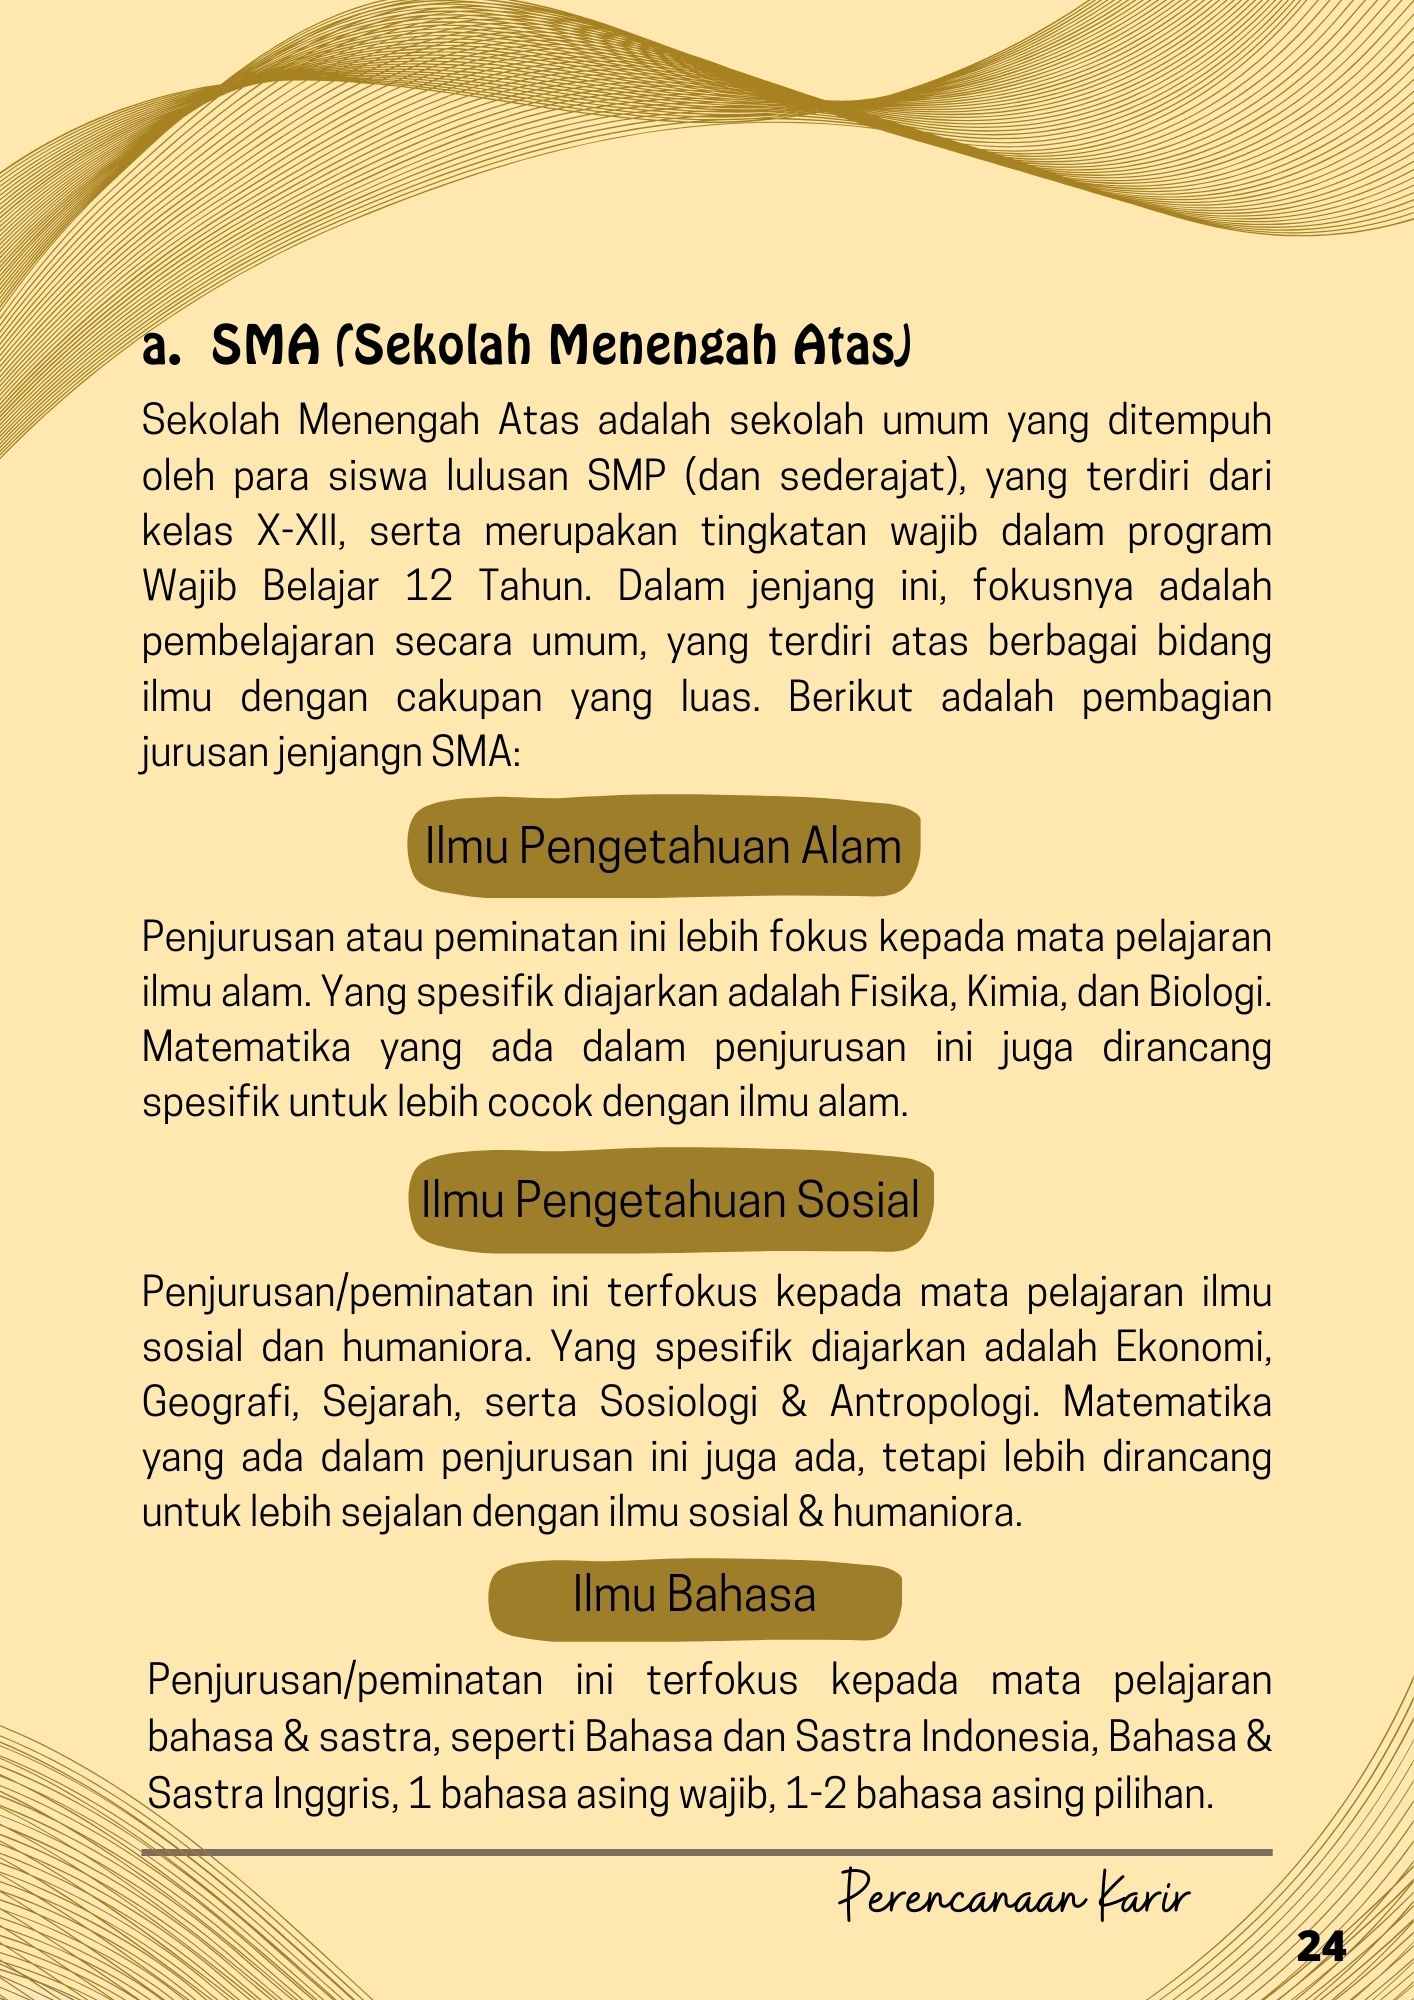 a. SMA (Sekolah Menengah Atas)
Sekolah Menengah Atas adalah sekolah umum yang ditempuh
oleh para siswa lulusan SMP (dan sederajat), yang terdiri dari
kelas X-XII, serta merupakan tingkatan wajib dalam program
Wajib Belajar 12 Tahun. Dalam jenjang ini, fokusnya adalah
pembelajaran secara umum, yang terdiri atas berbagai bidang
ilmu dengan cakupan yang luas. Berikut adalah pembagian
jurusan jenjangn SMA:
Ilmu Pengetahuan Alam
Penjurusan atau peminatan ini lebih fokus kepada mata pelajaran
ilmu alam. Yang spesifik diajarkan adalah Fisika, Kimia, dan Biologi.
Matematika yang ada dalam penjurusan ini juga dirancang
spesifik untuk lebih cocok dengan ilmu alam.
Ilmu Pengetahuan Sosial
Penjurusan/peminatan ini terfokus kepada mata pelajaran ilmu
sosial dan humaniora. Yang spesifik diajarkan adalah Ekonomi,
Geografi, Sejarah, serta Sosiologi & Antropologi. Matematika
yang ada dalam penjurusan ini juga ada, tetapi lebih dirancang
untuk lebih sejalan dengan ilmu sosial & humaniora.
Ilmu Bahasa
Penjurusan/peminatan ini terfokus kepada mata pelajaran
bahasa & sastra, seperti Bahasa dan Sastra Indonesia, Bahasa &
Sastra Inggris, 1 bahasa asing wajib, 1-2 bahasa asing pilihan.
Perencanaan Karir
24